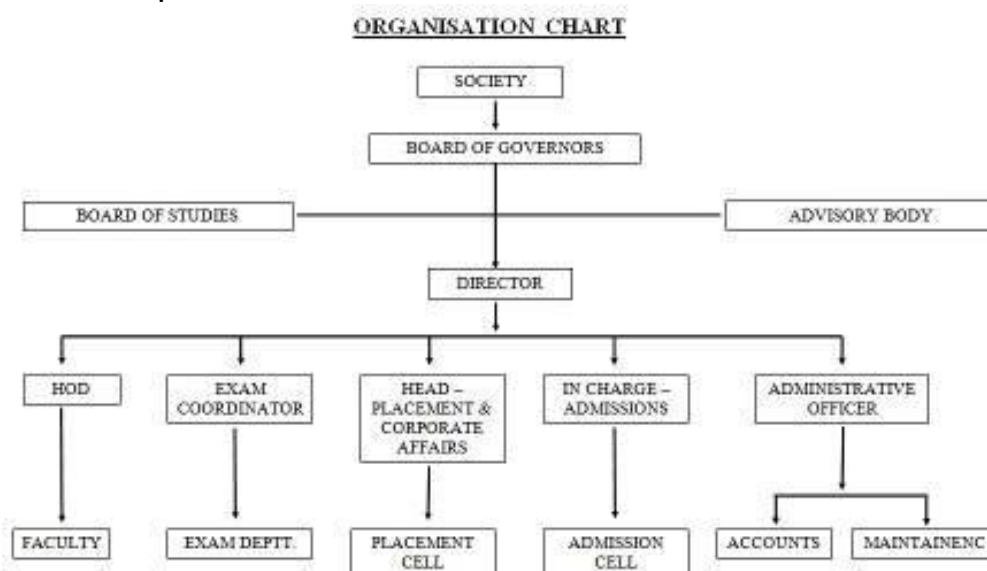 ORGANISATION CHART
SOCIETY
BOARD OF GOVERNORS
BOARD OF STUDIES
ADVISORY BODY
DIRECTOR
HOD
EXAM
COORDINATOR
HEAD –
PLACEMENT &
CORPORATE
AFFAIRS
IN CHARGE –
ADMISSIONS
ADMINISTRATIVE
OFFICER
FACULTY
EXAM DEPTT.
PLACEMENT
CELL
ADMISSION
CELL
ACCOUNTS
MAINTAINENC